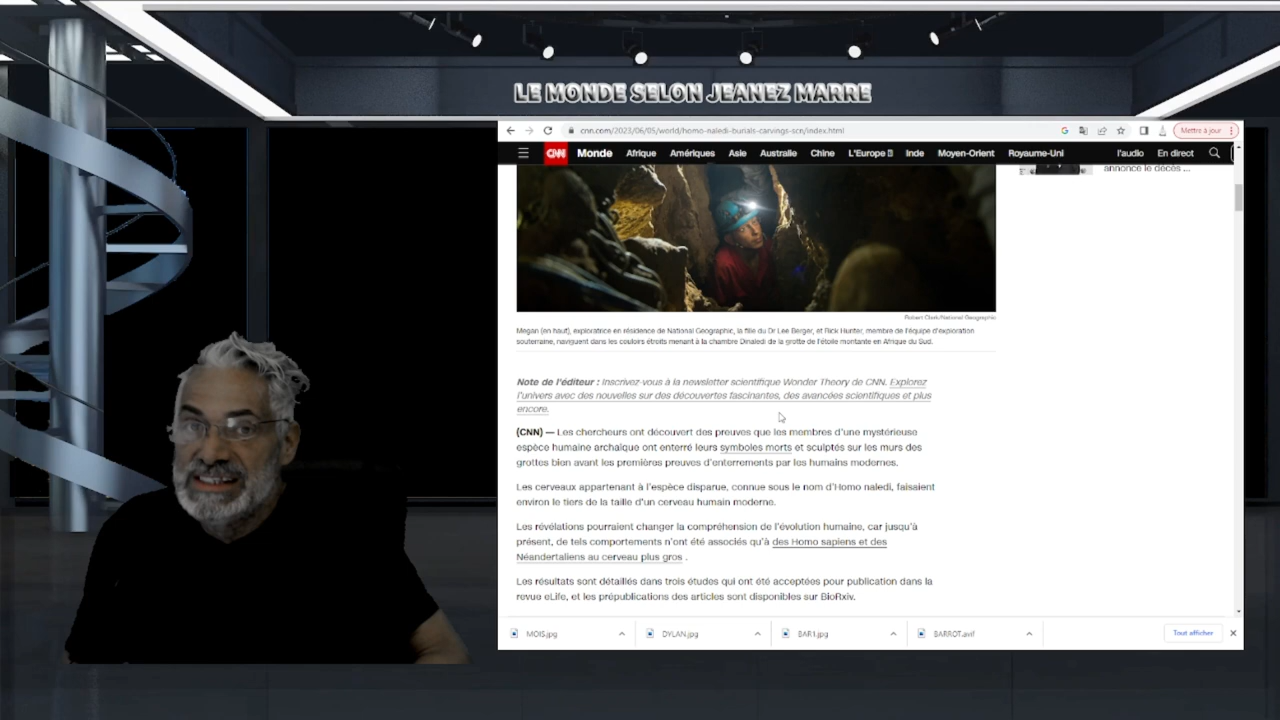 LE MONDE SELON JEANEZ MARRE
cnn.com/2023/06/05/world/homo-naledi-burials-carvings-scn/index.html
Mettre à jour
CNN Monde Afrique Amériques Asie Australie Chine L'Europe Inde Moyen-Orient Royaume-Uni l'audio En direct
annonce le décès ...
Robert Clark/National Geographic
Megan (en haut), exploratrice en résidence de National Geographic, la fille du Dr Lee Berger, et Rick Hunter, membre de l'équipe d'exploration
souterraine, naviguent dans les couloirs étroits menant à la chambre Dinaledi de la grotte de l'étoile montante en Afrique du Sud.
Note de l'éditeur : Inscrivez-vous à la newsletter scientifique Wonder Theory de CNN. Explorez
l'univers avec des nouvelles sur des découvertes fascinantes, des avancées scientifiques et plus
encore.
(CNN) — Les chercheurs ont découvert des preuves que les membres d'une mystérieuse
espèce humaine archaïque ont enterré leurs symboles morts et sculptés sur les murs des
grottes bien avant les premières preuves d'enterrements par les humains modernes.
Les cerveaux appartenant à l'espèce disparue, connue sous le nom d'Homo naledi, faisaient
environ le tiers de la taille d'un cerveau humain moderne.
Les révélations pourraient changer la compréhension de l'évolution humaine, car jusqu'à
présent, de tels comportements n'ont été associés qu'à des Homo sapiens et des
Néandertaliens au cerveau plus gros .
Les résultats sont détaillés dans trois études qui ont été acceptées pour publication dans la
revue eLife, et les prépublications des articles sont disponibles sur BioRxiv.
MOIS.jpg DYLAN.jpg BAR1.jpg BARROT.avif Tout afficher